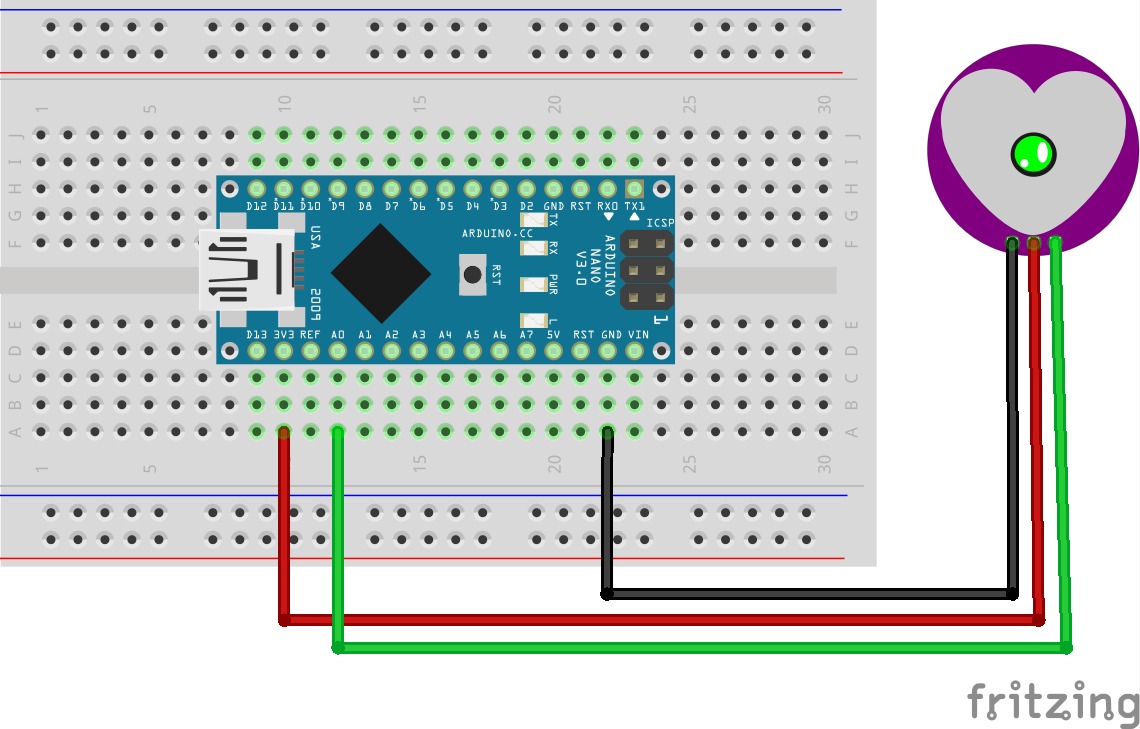 1 5 10 15 20 25 30
J J
I I
H H
G G
F F
D12 D11 D10 D9 D8 D7 D6 D5 D4 D3 D2 GND RST RX0 TX1
USA
ARDUINO.CC
TX
RX
RST
PWR
L
ARDUINO
NANO
V3.0
ICSP
1
2009
D13 3V3 REF A0 A1 A2 A3 A4 A5 A6 A7 5V RST GND VIN
E E
D D
C C
B B
A A
1 5 15 20 25 30
fritzing